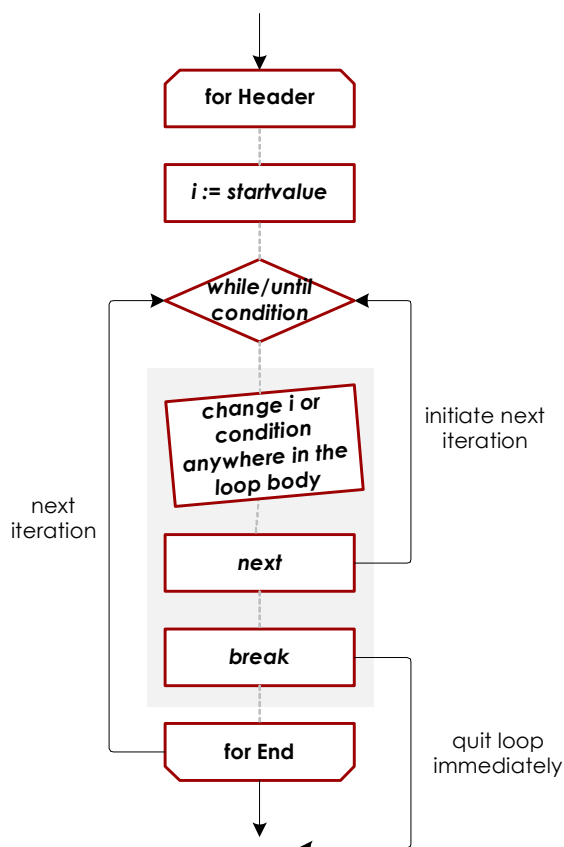 for Header
i := startvalue
while/until
condition
change i or
condition
anywhere in the
loop body
initiate next
iteration
next
iteration
next
break
for End
quit loop
immediately